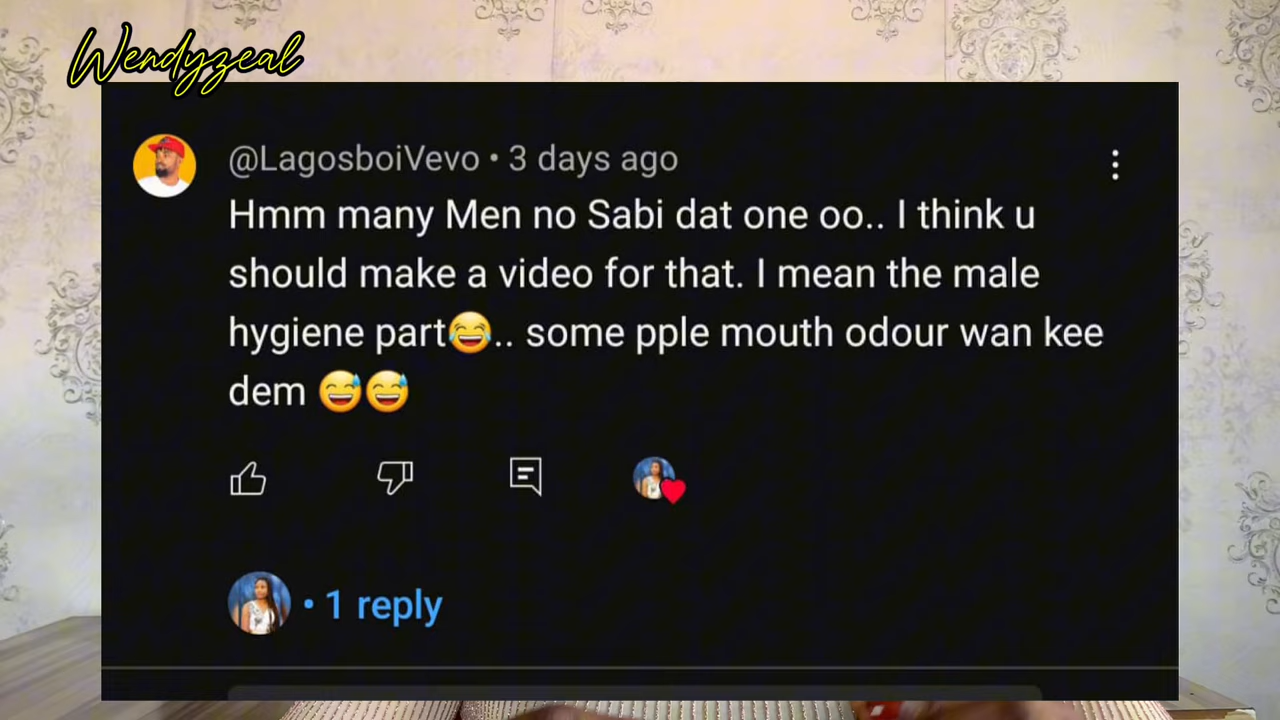 Wendyzeal
@LagosboiVevo • 3 days ago
Hmm many Men no Sabi dat one oo.. I think u
should make a video for that. I mean the male
hygiene part😂.. some pple mouth odour wan kee
dem 😅😅
• 1 reply